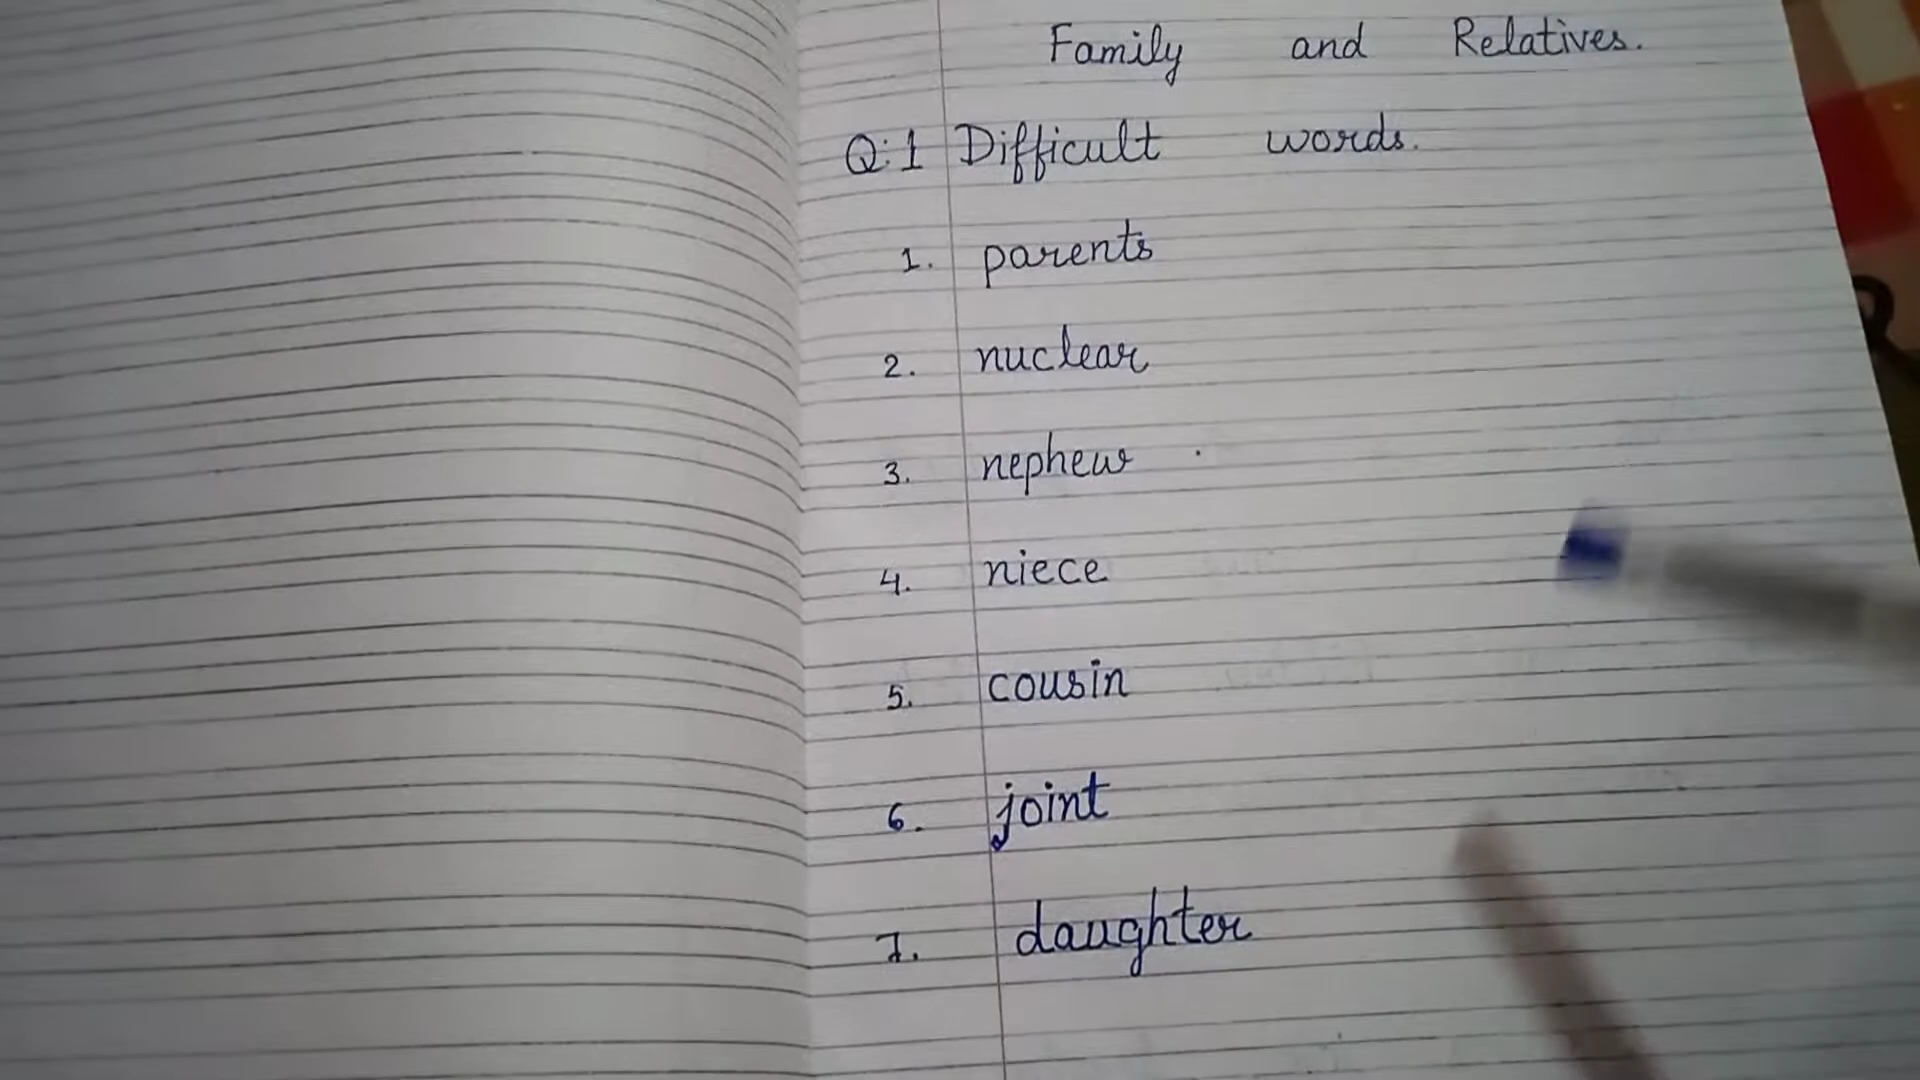 Family and Relatives.
Q:1 Difficult words.
1. parents
2. nuclear
3. nephew
4. niece
5. cousin
6. joint
7. daughter